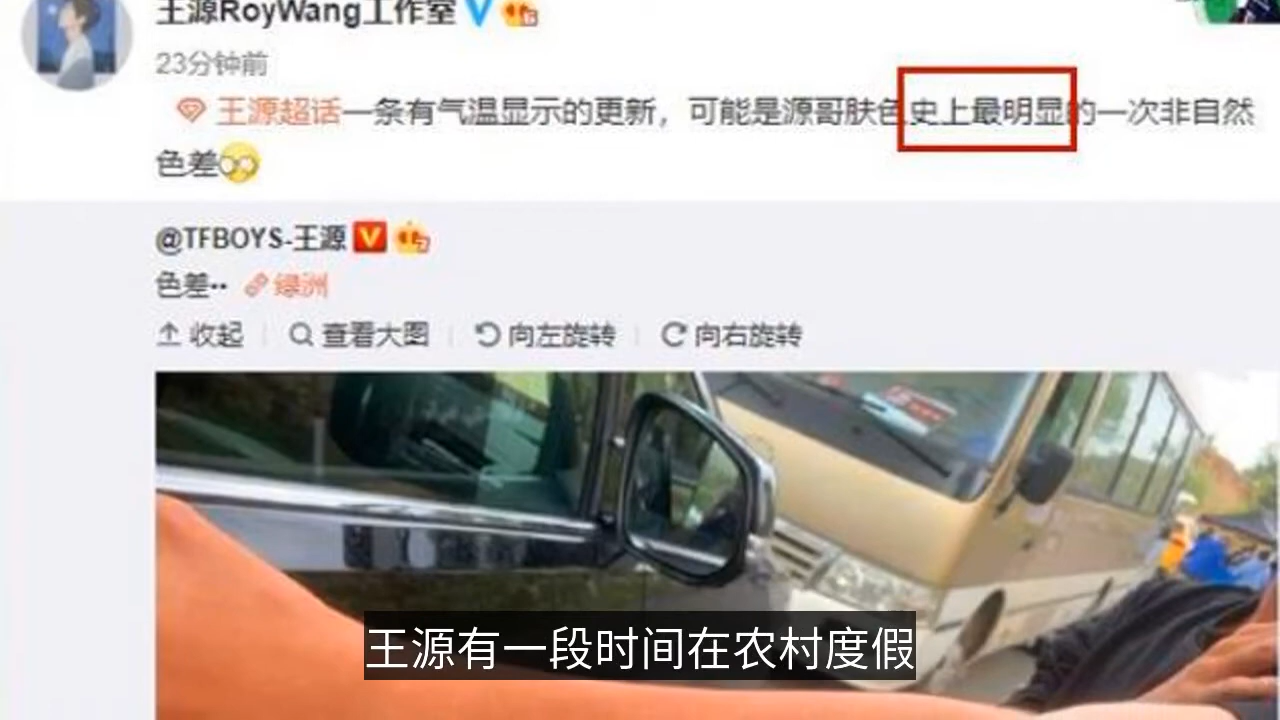 王源RoyWang工作室
23分钟前
王源超话一条有气温显示的更新，可能是源哥肤色史上最明显的一次非自然
色差
@TFBOYS-王源
色差·· 绿洲
收起 查看大图 向左旋转 向右旋转
王源有一段时间在农村度假